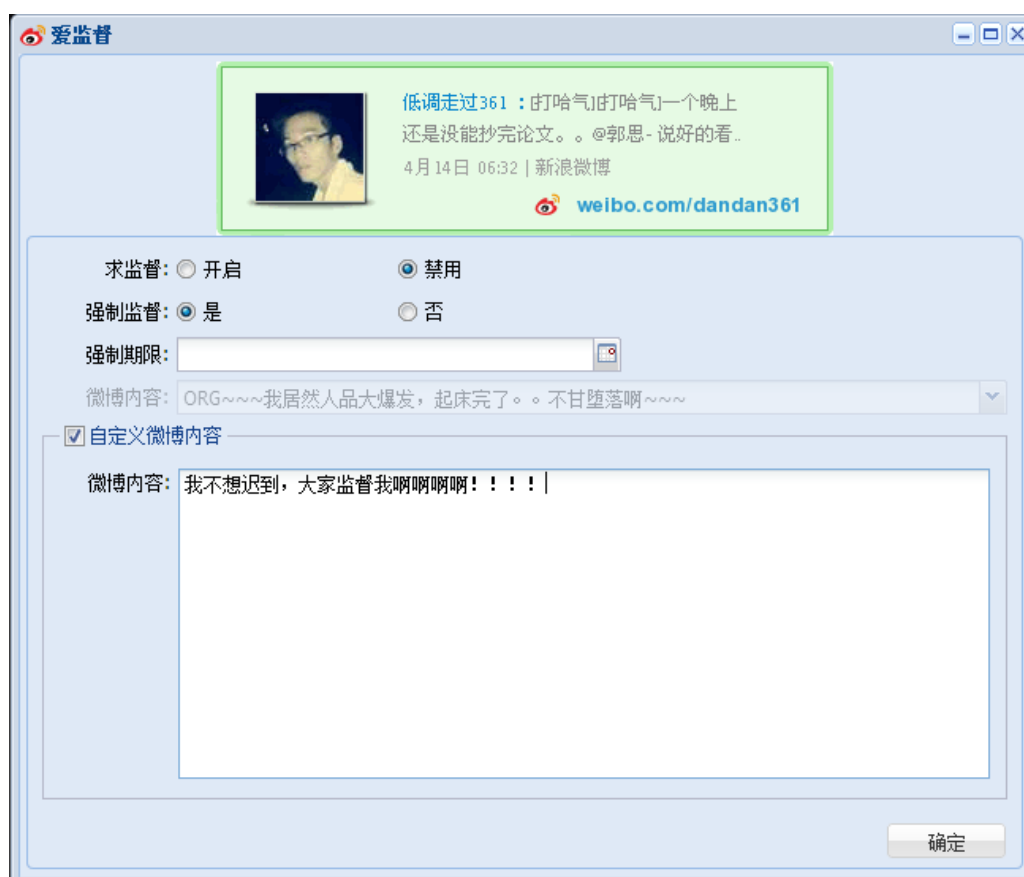 爱监督
低调走过361：[打哈气][打哈气]一个晚上
还是没能抄完论文。。@郭思- 说好的看..
4月14日 06:32 | 新浪微博
weibo.com/dandan361
求监督: 开启 禁用
强制监督: 是 否
强制期限:
微博内容: ORG~~~我居然人品大爆发，起床完了。。不甘堕落啊~~~
自定义微博内容
微博内容: 我不想迟到，大家监督我啊啊啊啊！！！！
确定